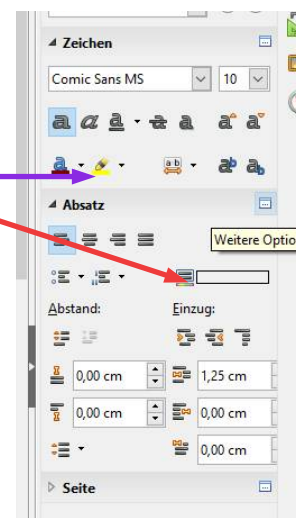 Zeichen
Comic Sans MS 10
Absatz
Weitere Optio
Abstand: Einzug:
0,00 cm 1,25 cm
0,00 cm 0,00 cm
0,00 cm
Seite